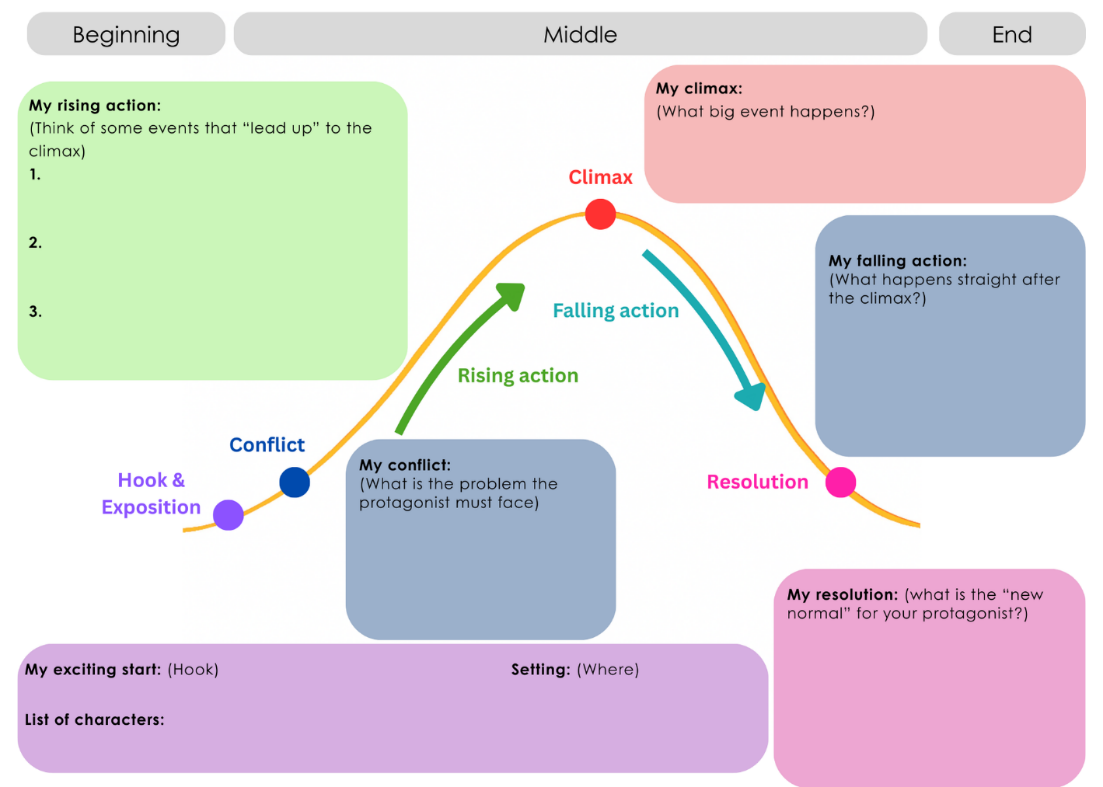 Beginning
Middle
End
My rising action:
(Think of some events that “lead up” to the
climax)
1.
2.
3.
My climax:
(What big event happens?)
Climax
My falling action:
(What happens straight after
the climax?)
Falling action
Rising action
Conflict
Hook &
Exposition
My conflict:
(What is the problem the
protagonist must face)
Resolution
My resolution: (what is the “new
normal” for your protagonist?)
My exciting start: (Hook)
Setting: (Where)
List of characters: